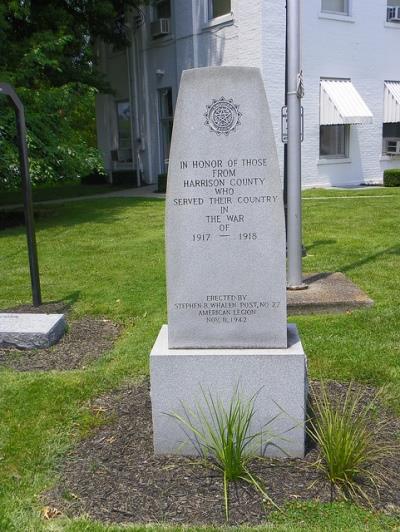 IN HONOR OF THOSE
FROM
HARRISON COUNTY
WHO
SERVED THEIR COUNTRY
IN
THE WAR
OF
1917 — 1918
ERECTED BY
STEPHEN R. WHALEN POST, NO. 27
AMERICAN LEGION
NOV. 11, 1942